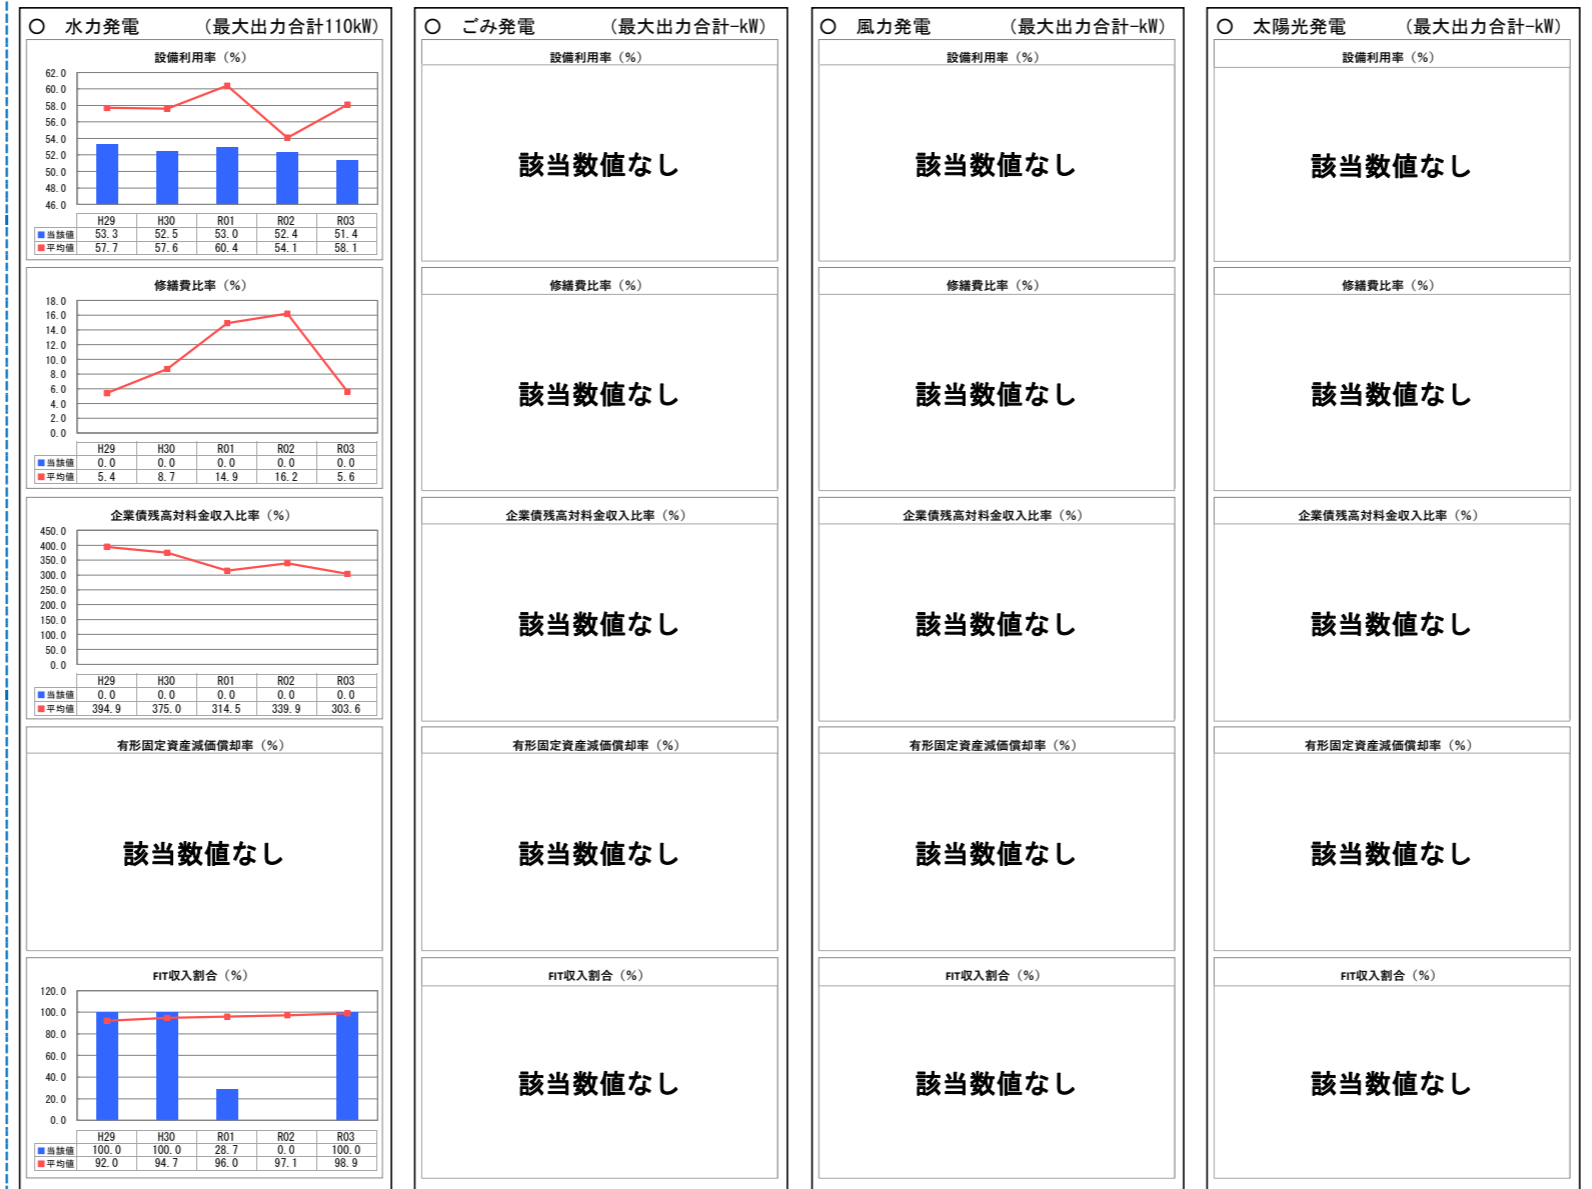 ○ 水力発電 （最大出力合計110kW）
設備利用率（%）
62.0
60.0
58.0
56.0
54.0
52.0
50.0
48.0
46.0
H29 H30 R01 R02 R03
当該値 53.3 52.5 53.0 52.4 51.4
平均値 57.7 57.6 60.4 54.1 58.1
修繕費比率（%）
18.0
16.0
14.0
12.0
10.0
8.0
6.0
4.0
2.0
0.0
H29 H30 R01 R02 R03
当該値 0.0 0.0 0.0 0.0 0.0
平均値 5.4 8.7 14.9 16.2 5.6
企業債残高対料金収入比率（%）
450.0
400.0
350.0
300.0
250.0
200.0
150.0
100.0
50.0
0.0
H29 H30 R01 R02 R03
当該値 0.0 0.0 0.0 0.0 0.0
平均値 394.9 375.0 314.5 339.9 303.6
有形固定資産減価償却率（%）
該当数値なし
FIT収入割合（%）
120.0
100.0
80.0
60.0
40.0
20.0
0.0
H29 H30 R01 R02 R03
当該値 100.0 100.0 28.7 0.0 100.0
平均値 92.0 94.7 96.0 97.1 98.9
○ ごみ発電 （最大出力合計-kW）
設備利用率（%）
該当数値なし
修繕費比率（%）
該当数値なし
企業債残高対料金収入比率（%）
該当数値なし
有形固定資産減価償却率（%）
該当数値なし
FIT収入割合（%）
該当数値なし
○ 風力発電 （最大出力合計-kW）
設備利用率（%）
該当数値なし
修繕費比率（%）
該当数値なし
企業債残高対料金収入比率（%）
該当数値なし
有形固定資産減価償却率（%）
該当数値なし
FIT収入割合（%）
該当数値なし
○ 太陽光発電 （最大出力合計-kW）
設備利用率（%）
該当数値なし
修繕費比率（%）
該当数値なし
企業債残高対料金収入比率（%）
該当数値なし
有形固定資産減価償却率（%）
該当数値なし
FIT収入割合（%）
該当数値なし